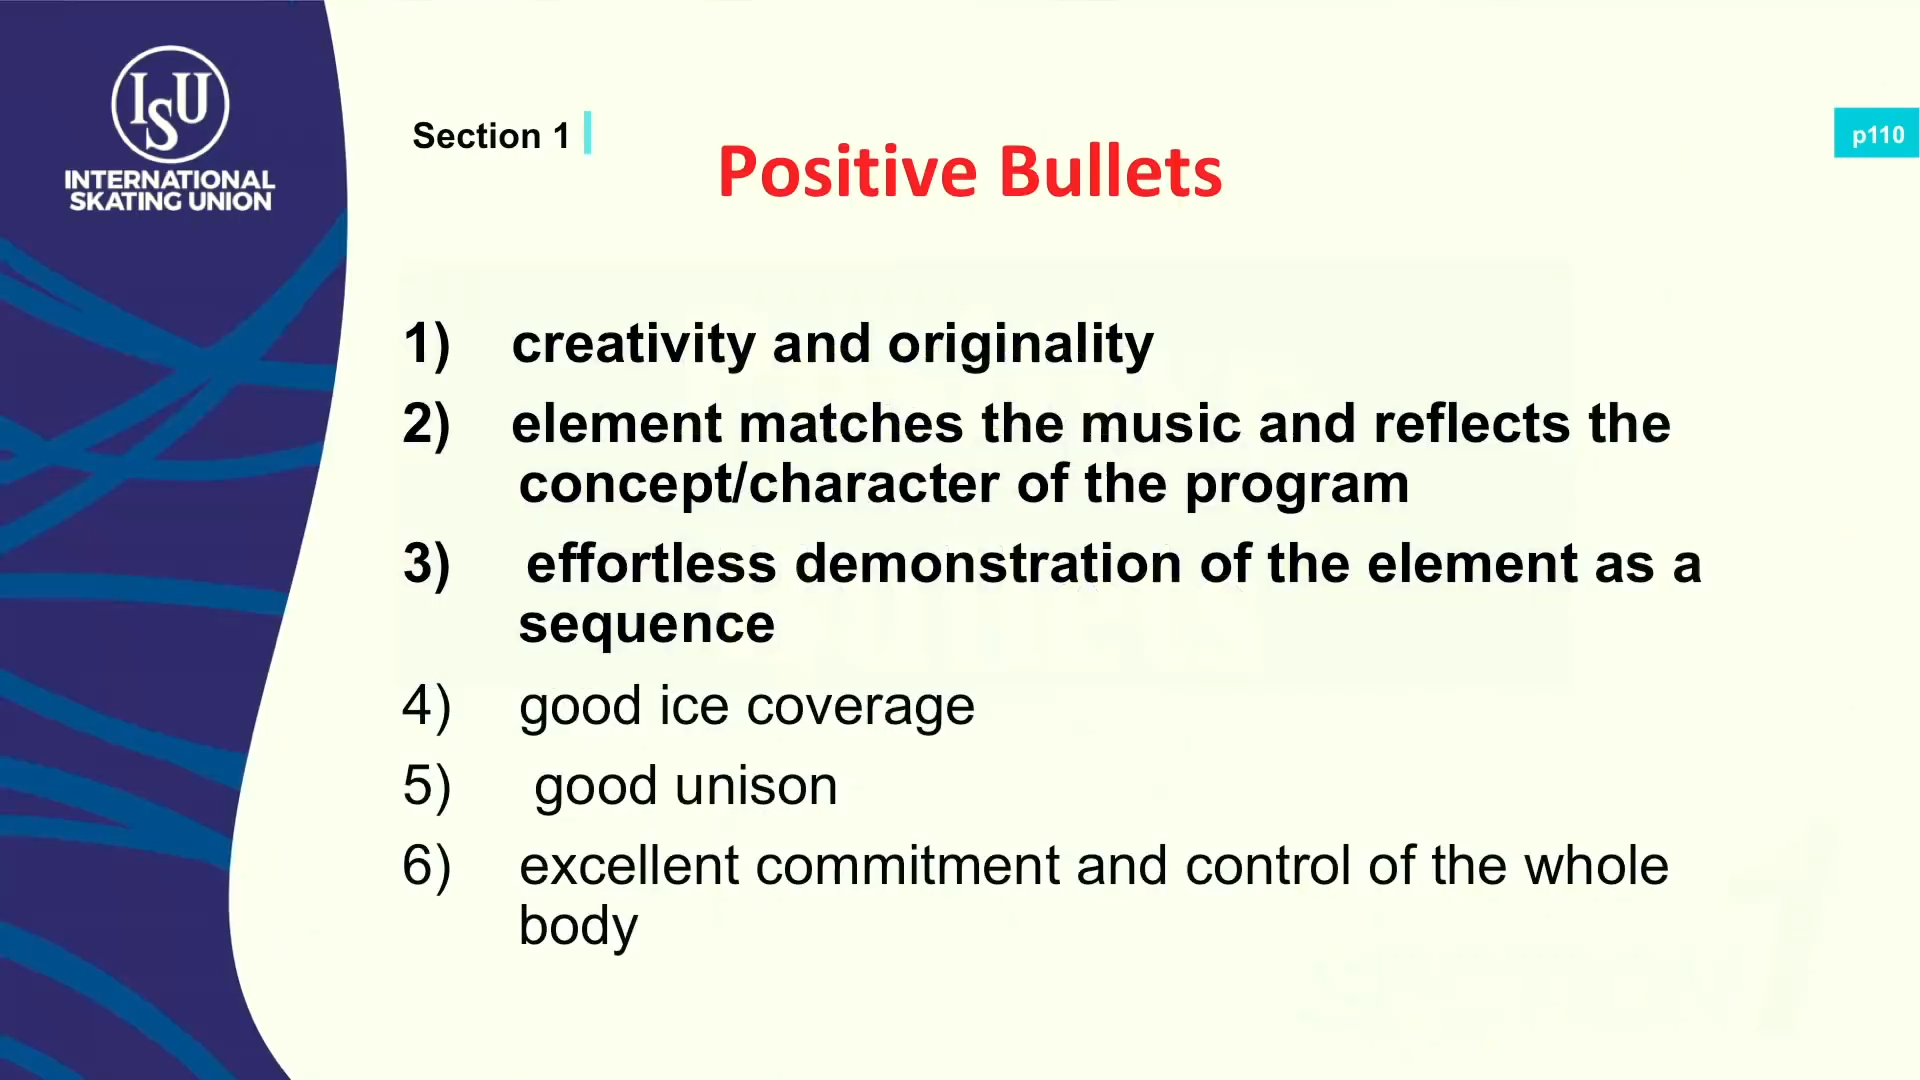 ISU
INTERNATIONAL
SKATING UNION
Section 1
Positive Bullets
p110
1) creativity and originality
2) element matches the music and reflects the
concept/character of the program
3) effortless demonstration of the element as a
sequence
4) good ice coverage
5) good unison
6) excellent commitment and control of the whole
body